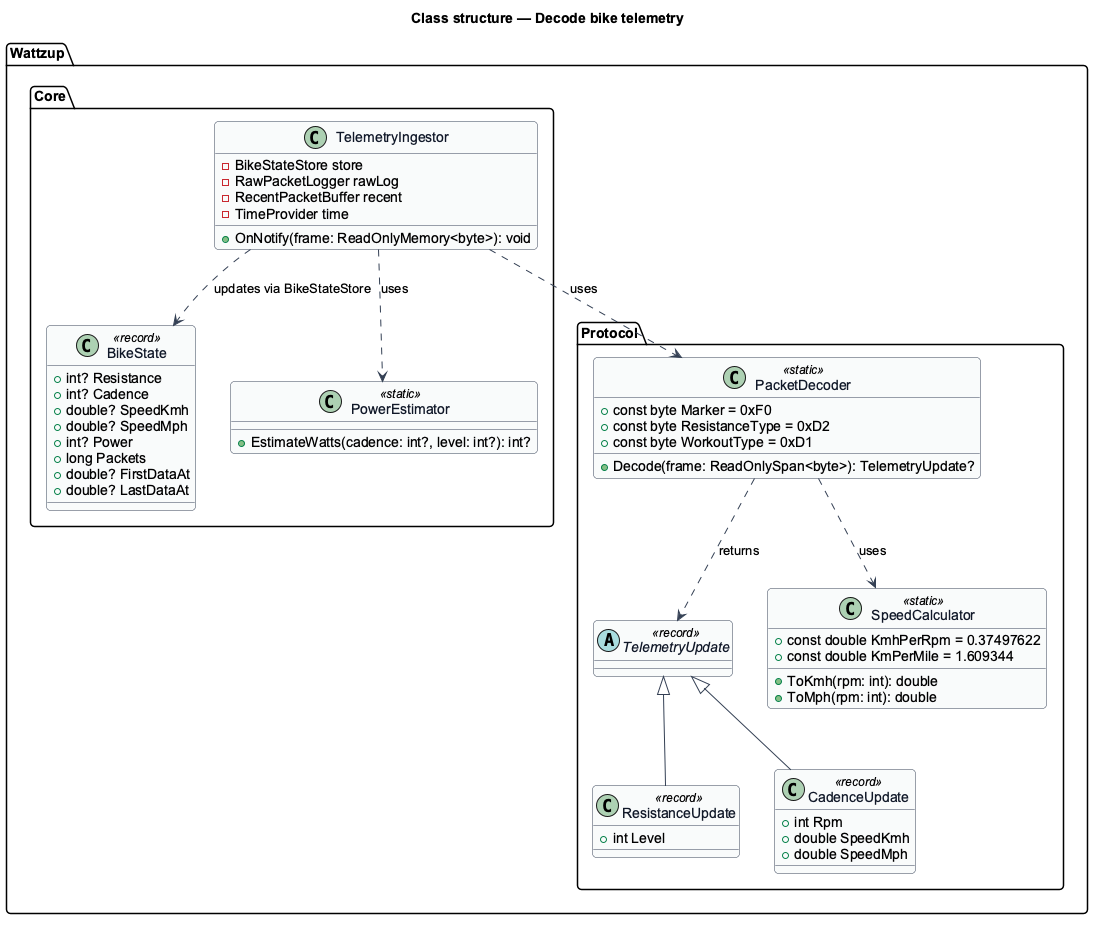 Class structure — Decode bike telemetry
Wattzup
Core
C TelemetryIngestor
BikeStateStore store
RawPacketLogger rawLog
RecentPacketBuffer recent
TimeProvider time
OnNotify(frame: ReadOnlyMemory<byte>): void
updates via BikeStateStore
uses
uses
C «record»
BikeState
int? Resistance
int? Cadence
double? SpeedKmh
double? SpeedMph
int? Power
long Packets
double? FirstDataAt
double? LastDataAt
C «static»
PowerEstimator
EstimateWatts(cadence: int?, level: int?): int?
Protocol
C «static»
PacketDecoder
const byte Marker = 0xF0
const byte ResistanceType = 0xD2
const byte WorkoutType = 0xD1
Decode(frame: ReadOnlySpan<byte>): TelemetryUpdate?
returns
uses
A «record»
TelemetryUpdate
C «static»
SpeedCalculator
const double KmhPerRpm = 0.37497622
const double KmPerMile = 1.609344
ToKmh(rpm: int): double
ToMph(rpm: int): double
C «record»
ResistanceUpdate
int Level
C «record»
CadenceUpdate
int Rpm
double SpeedKmh
double SpeedMph